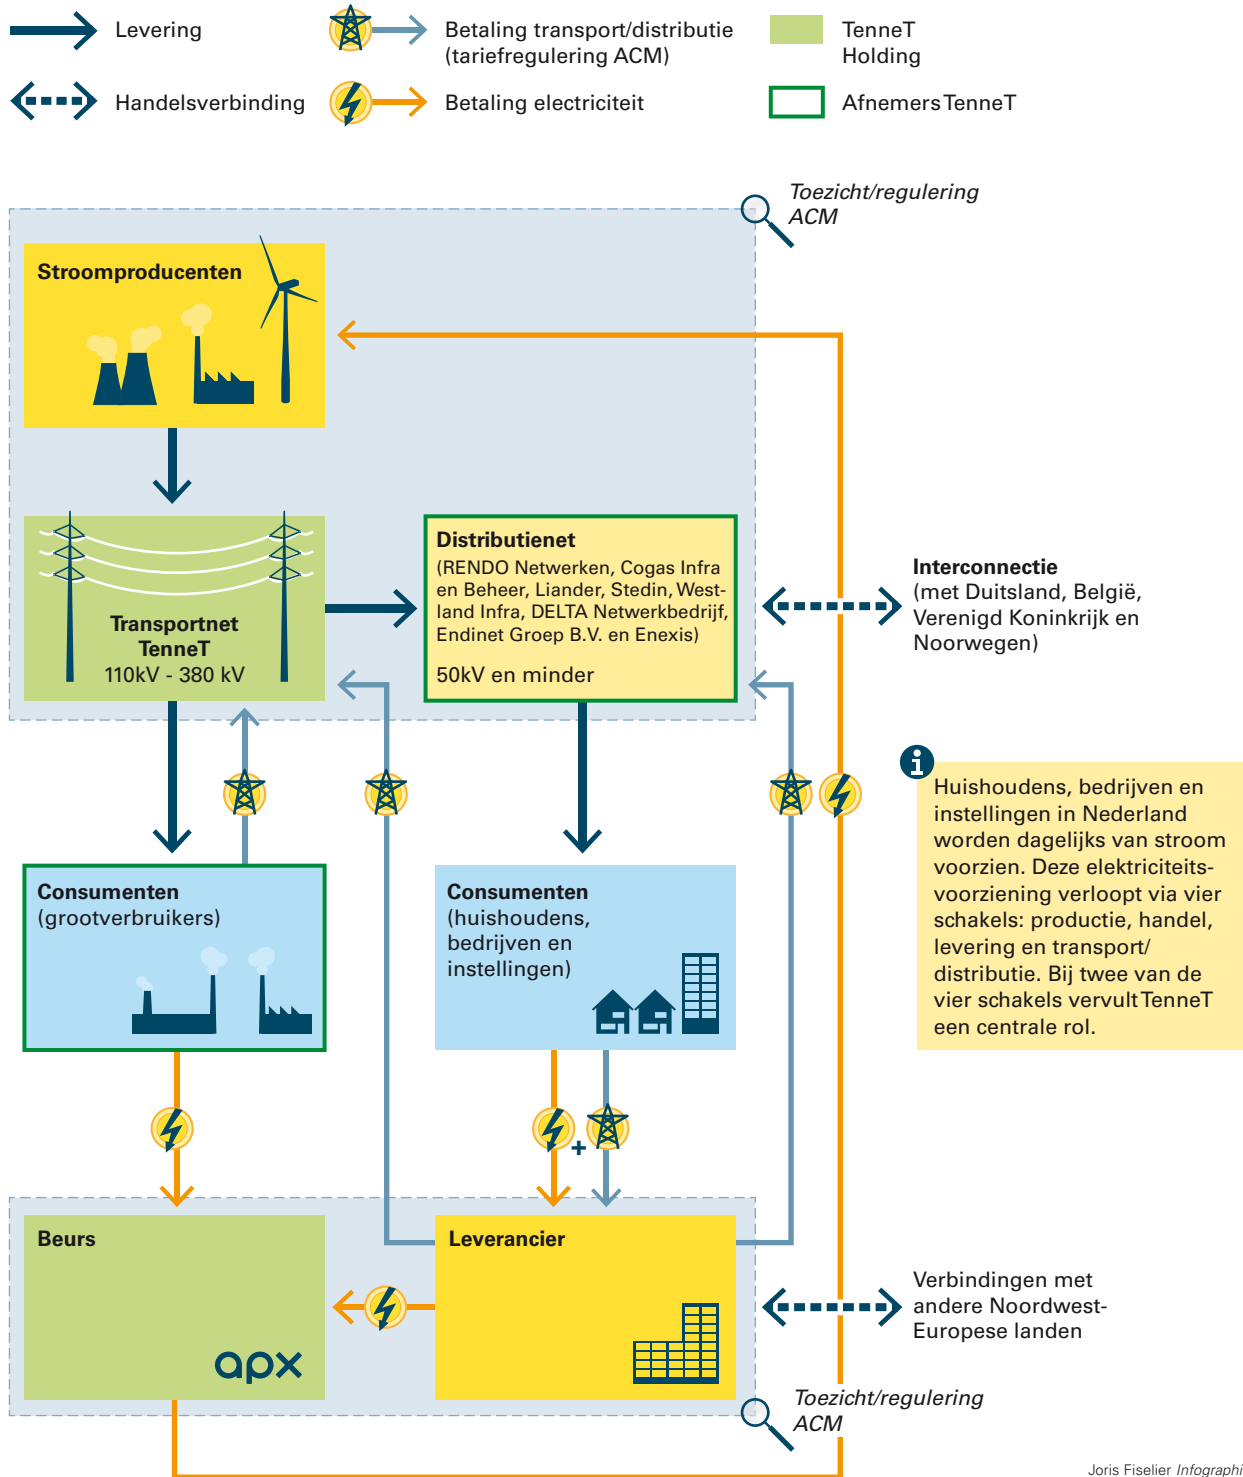 Levering
Betaling transport/distributie
(tariefregulering ACM)
TenneT
Holding
Handelsverbinding
Betaling electriciteit
Afnemers TenneT
Toezicht/regulering
ACM
Stroomproducenten
Transportnet
TenneT
110kV - 380 kV
Distributienet
(RENDO Netwerken, Cogas Infra
en Beheer, Liander, Stedin, West-
land Infra, DELTA Netwerkbedrijf,
Endinet Groep B.V. en Enexis)
50kV en minder
Interconnectie
(met Duitsland, België,
Verenigd Koninkrijk en
Noorwegen)
i
Huishoudens, bedrijven en
instellingen in Nederland
worden dagelijks van stroom
voorzien. Deze elektriciteits-
voorziening verloopt via vier
schakels: productie, handel,
levering en transport/
distributie. Bij twee van de
vier schakels vervult TenneT
een centrale rol.
Consumenten
(grootverbruikers)
Consumenten
(huishoudens,
bedrijven en
instellingen)
+
Beurs
apx
Leverancier
Verbindingen met
andere Noordwest-
Europese landen
Toezicht/regulering
ACM
Joris Fiselier Infographi